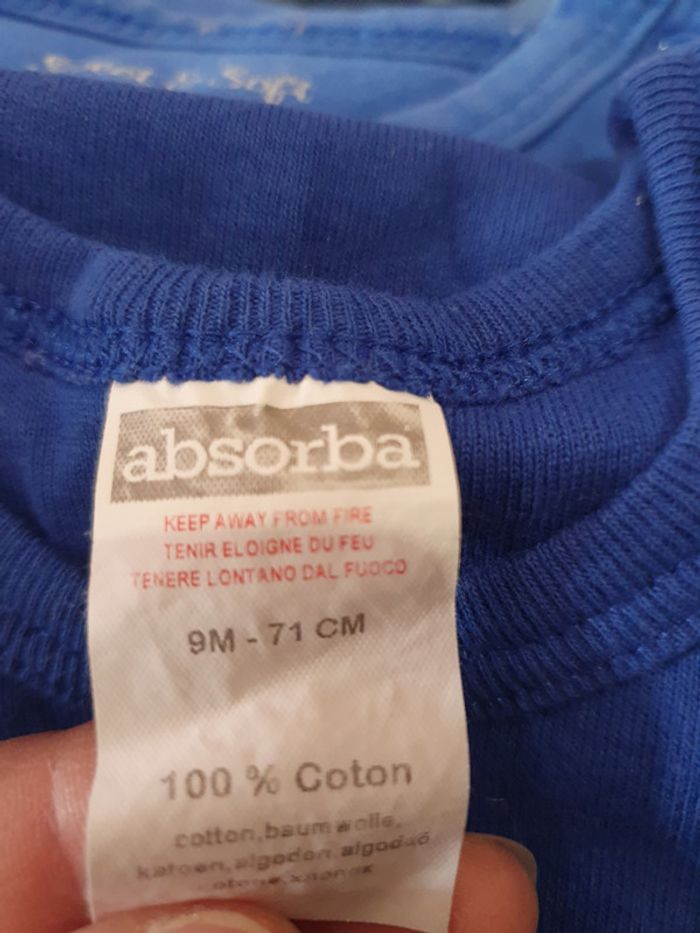 absorba
KEEP AWAY FROM FIRE
TENIR ELOIGNE DU FEU
TENERE LONTANO DAL FUOCO
9M - 71 CM
100 % Coton
cotton,baumwolle,
katoen,algodon,algodão